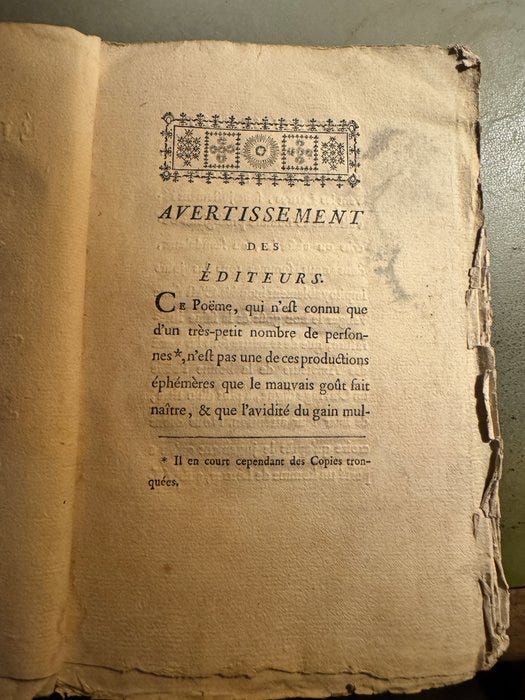 AVERTISSEMENT
DES
ÉDITEURS.
CE Poëme, qui n'eſt connu que
d'un très-petit nombre de perſon-
nes *, n'eſt pas une de ces productions
éphémères que le mauvais goût fait
naître, & que l'avidité du gain mul-
* Il en court cependant des Copies tron-
quées.